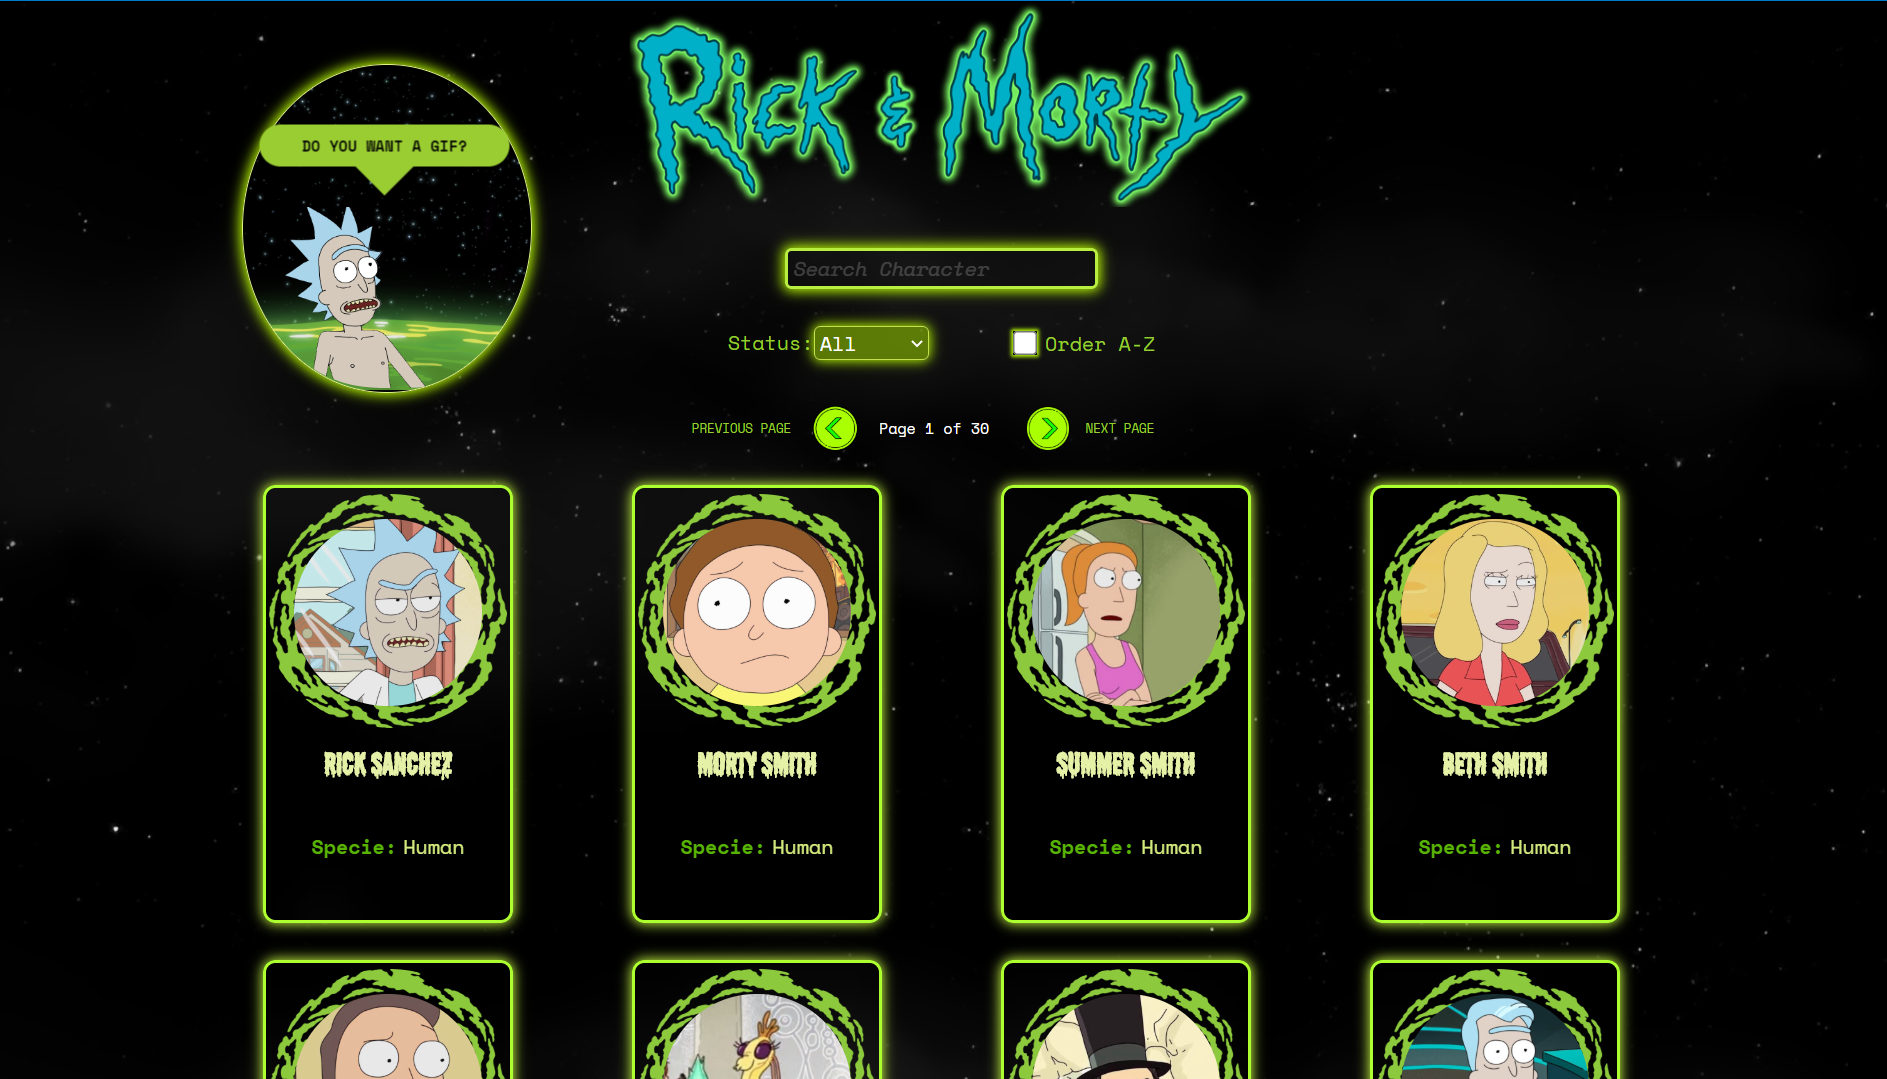 Rick & Morty
DO YOU WANT A GIF?
Search Character
Status: All
Order A-Z
PREVIOUS PAGE
Page 1 of 30
NEXT PAGE
RICK SANCHEZ
Specie: Human
MORTY SMITH
Specie: Human
SUMMER SMITH
Specie: Human
BETH SMITH
Specie: Human